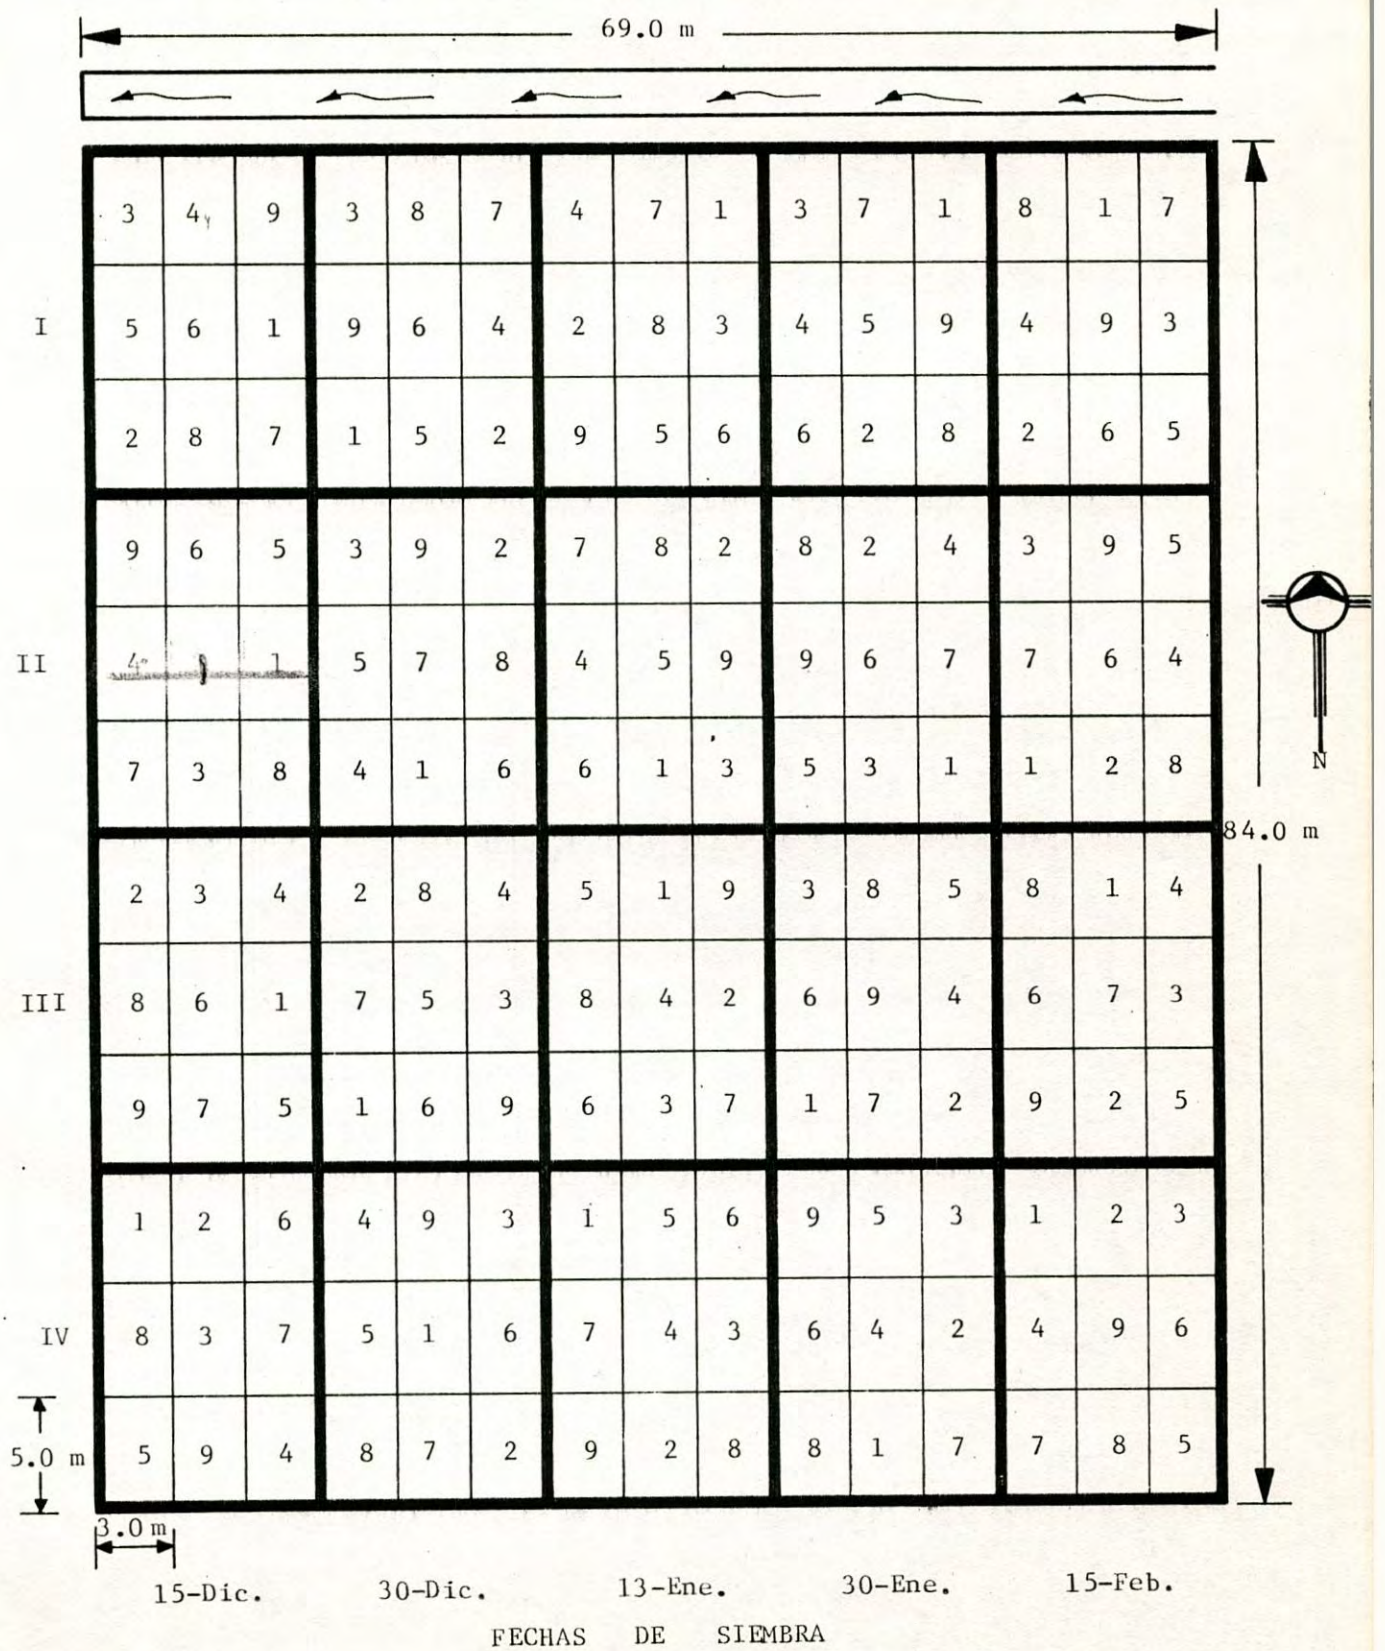 69.0 m
3 4 9 3 8 7 4 7 1 3 7 1 8 1 7
I 5 6 1 9 6 4 2 8 3 4 5 9 4 9 3
2 8 7 1 5 2 9 5 6 6 2 8 2 6 5
9 6 5 3 9 2 7 8 2 8 2 4 3 9 5
II 4 1 5 7 8 4 5 9 9 6 7 7 6 4
7 3 8 4 1 6 6 1 3 5 3 1 1 2 8
N
84.0 m
2 3 4 2 8 4 5 1 9 3 8 5 8 1 4
III 8 6 1 7 5 3 8 4 2 6 9 4 6 7 3
9 7 5 1 6 9 6 3 7 1 7 2 9 2 5
1 2 6 4 9 3 1 5 6 9 5 3 1 2 3
IV 8 3 7 5 1 6 7 4 3 6 4 2 4 9 6
5.0 m 5 9 4 8 7 2 9 2 8 8 1 7 7 8 5
3.0 m
15-Dic. 30-Dic. 13-Ene. 30-Ene. 15-Feb.
FECHAS DE SIEMBRA